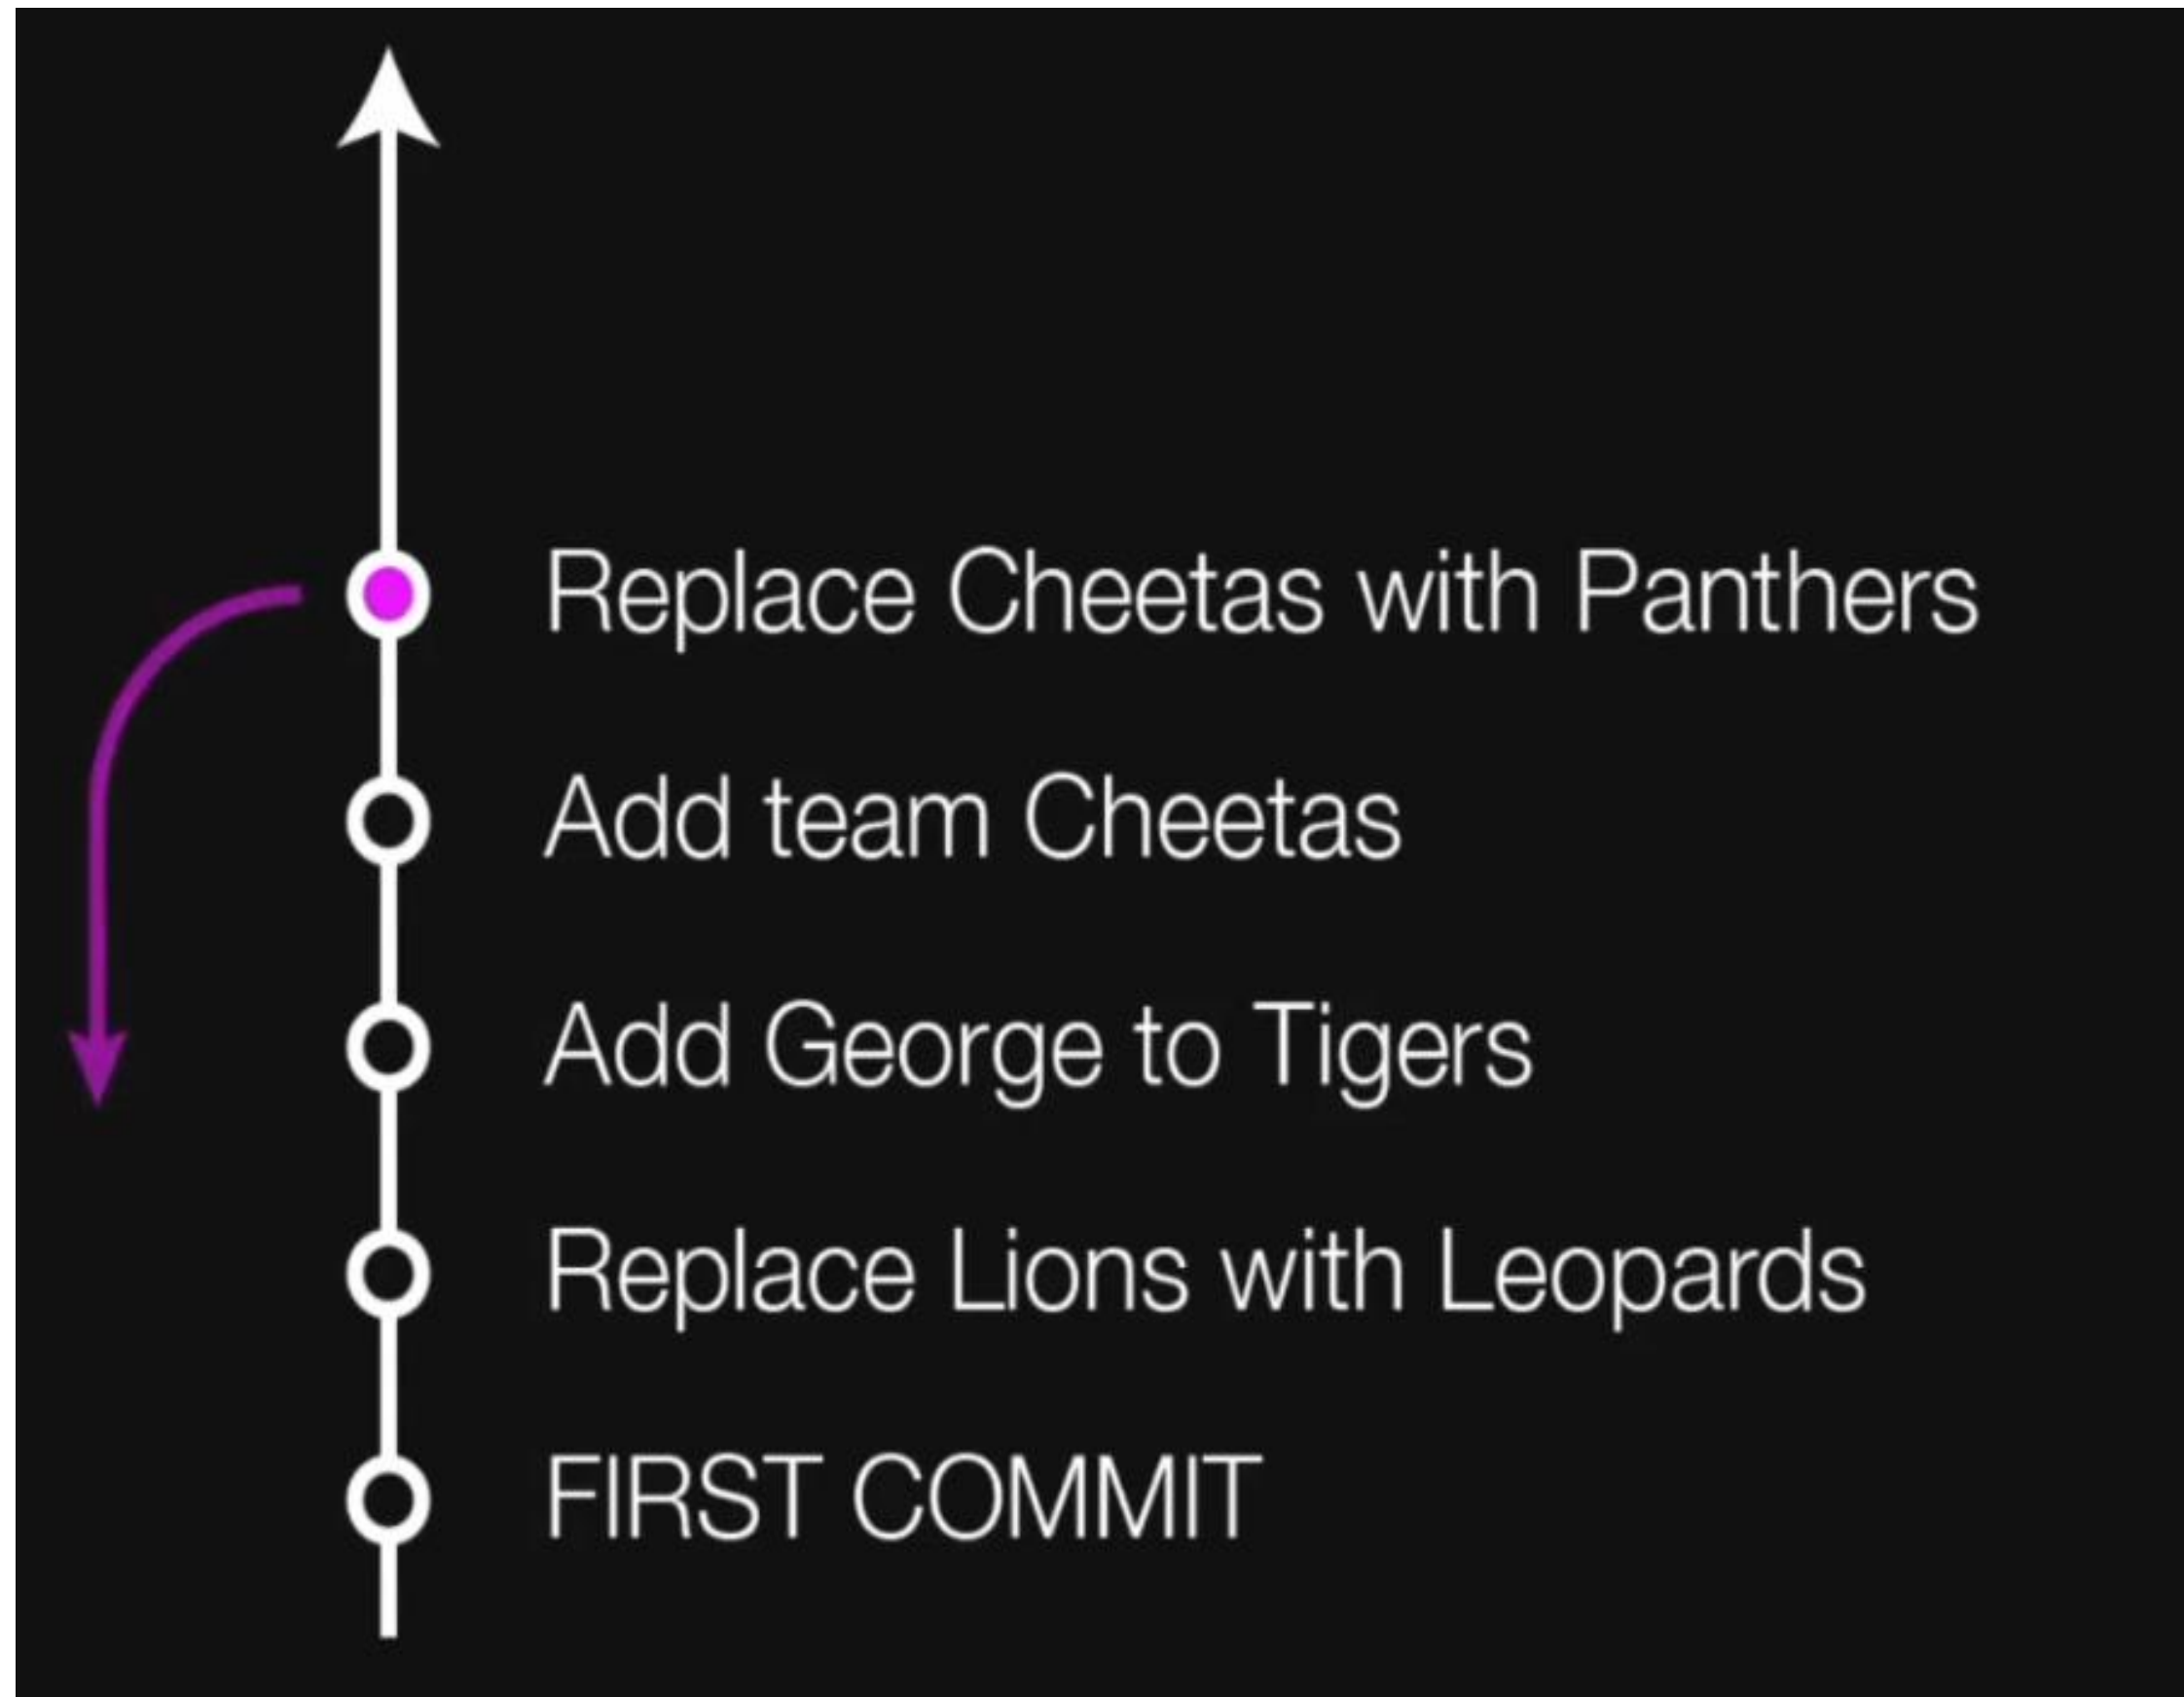 Replace Cheetas with Panthers
Add team Cheetas
Add George to Tigers
Replace Lions with Leopards
FIRST COMMIT